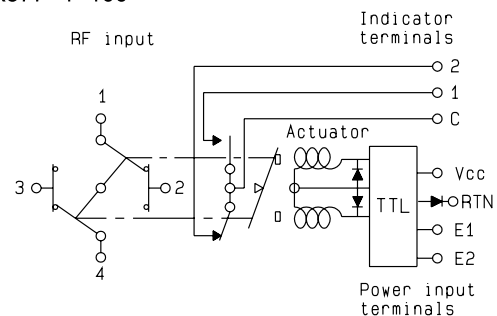 RF input
Indicator
terminals
2
1
C
1
Actuator
3
2
4
TTL
Vcc
RTN
E1
E2
Power input
terminals